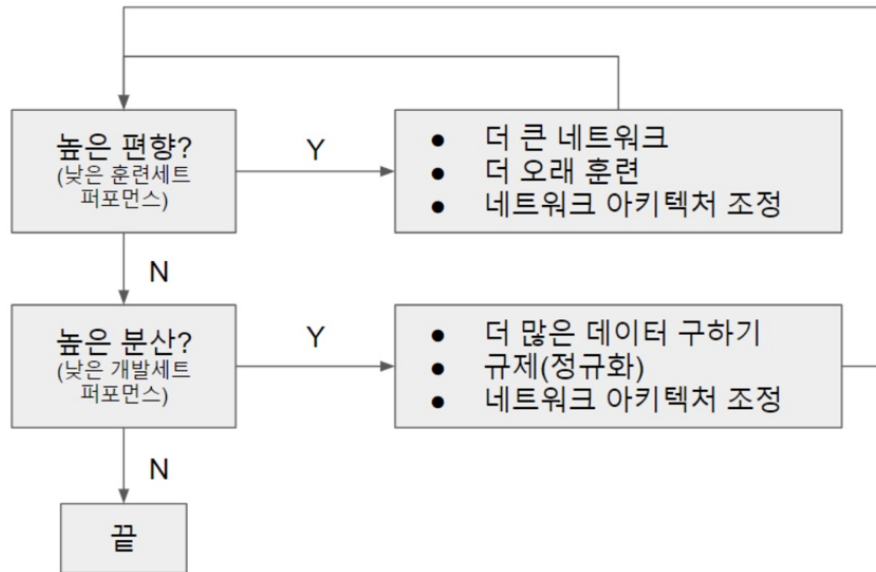 높은 편향?
(낮은 훈련세트
퍼포먼스)
Y
● 더 큰 네트워크
● 더 오래 훈련
● 네트워크 아키텍처 조정
N
높은 분산?
(낮은 개발세트
퍼포먼스)
Y
● 더 많은 데이터 구하기
● 규제(정규화)
● 네트워크 아키텍처 조정
N
끝